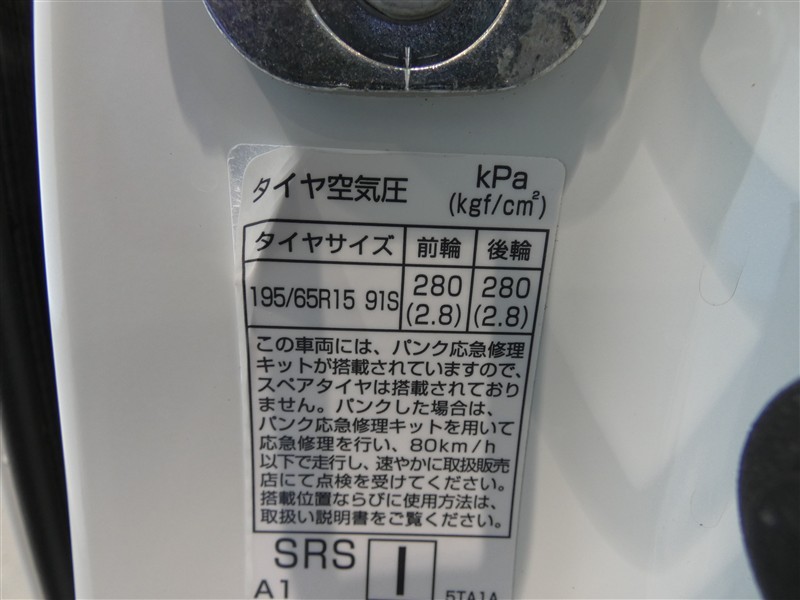 タイヤ空気圧 kPa
(kgf/cm²)
タイヤサイズ 前輪 後輪
195/65R15 91S 280 280
(2.8) (2.8)
この車両には、パンク応急修理
キットが搭載されていますので、
スペアタイヤは搭載されており
ません。パンクした場合は、
パンク応急修理キットを用いて
応急修理を行い、80km/h
以下で走行し、速やかに取扱販売
店にて点検を受けてください。
搭載位置ならびに使用方法は、
取扱い説明書をご覧ください。
SRS I
A1 5TA1A